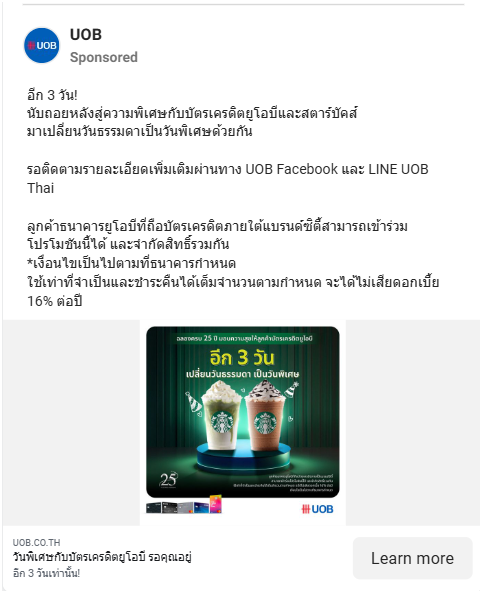 UOB
UOB
Sponsored
อีก 3 วัน!
นับถอยหลังสู่ความพิเศษกับบัตรเครดิตยูโอบีและสตาร์บัคส์
มาเปลี่ยนวันธรรมดาเป็นวันพิเศษด้วยกัน
รอติดตามรายละเอียดเพิ่มเติมผ่านทาง UOB Facebook และ LINE UOB
Thai
ลูกค้าธนาคารยูโอบีที่ถือบัตรเครดิตภายใต้แบรนด์ซิตี้สามารถเข้าร่วม
โปรโมชันนี้ได้ และจำกัดสิทธิ์รวมกัน
*เงื่อนไขเป็นไปตามที่ธนาคารกำหนด
ใช้เท่าที่จำเป็นและชำระคืนได้เต็มจำนวนตามกำหนด จะได้ไม่เสียดอกเบี้ย
16% ต่อปี
ฉลองครบ 25 ปี มอบความสุขให้ลูกค้าบัตรเครดิตยูโอบี
อีก 3 วัน
เปลี่ยนวันธรรมดา เป็นวันพิเศษ
25
UOB
UOB.CO.TH
วันพิเศษกับบัตรเครดิตยูโอบี รอคุณอยู่
อีก 3 วันเท่านั้น!
Learn more